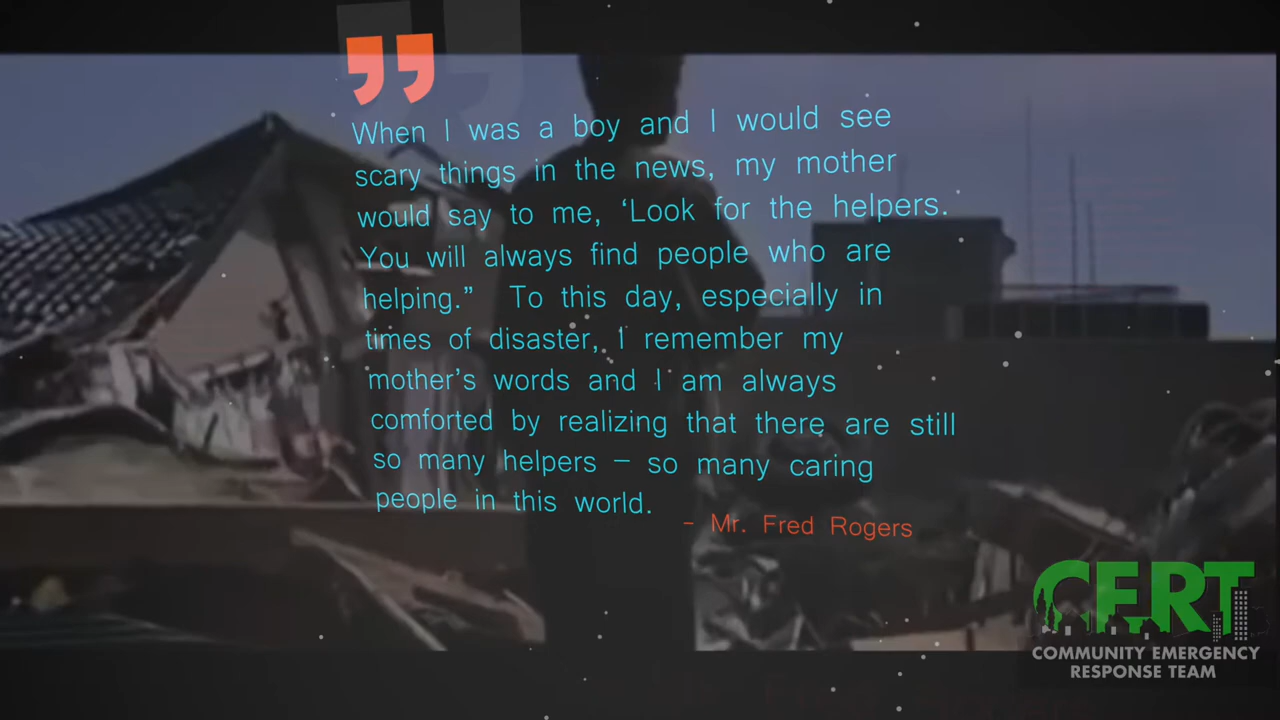 ”
When I was a boy and I would see
scary things in the news, my mother
would say to me, ‘Look for the helpers.
You will always find people who are
helping.” To this day, especially in
times of disaster, I remember my
mother’s words and I am always
comforted by realizing that there are still
so many helpers – so many caring
people in this world.
– Mr. Fred Rogers
CERT
COMMUNITY EMERGENCY
RESPONSE TEAM